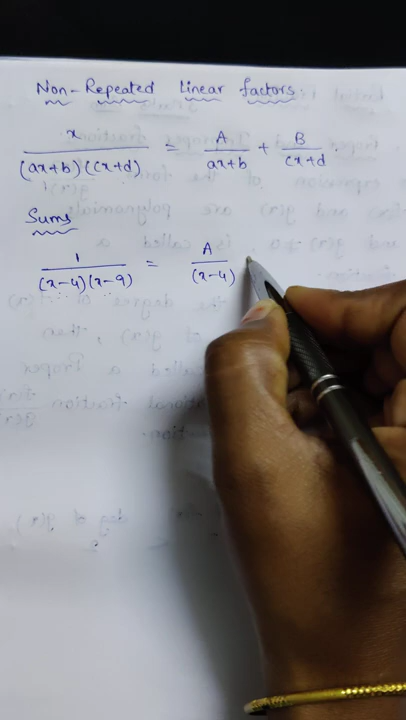 Non-Repeated Linear factors
x / (ax+b)(cx+d) = A / ax+b + B / cx+d
Sums
1 / (x-4)(x-9) = A / (x-4)